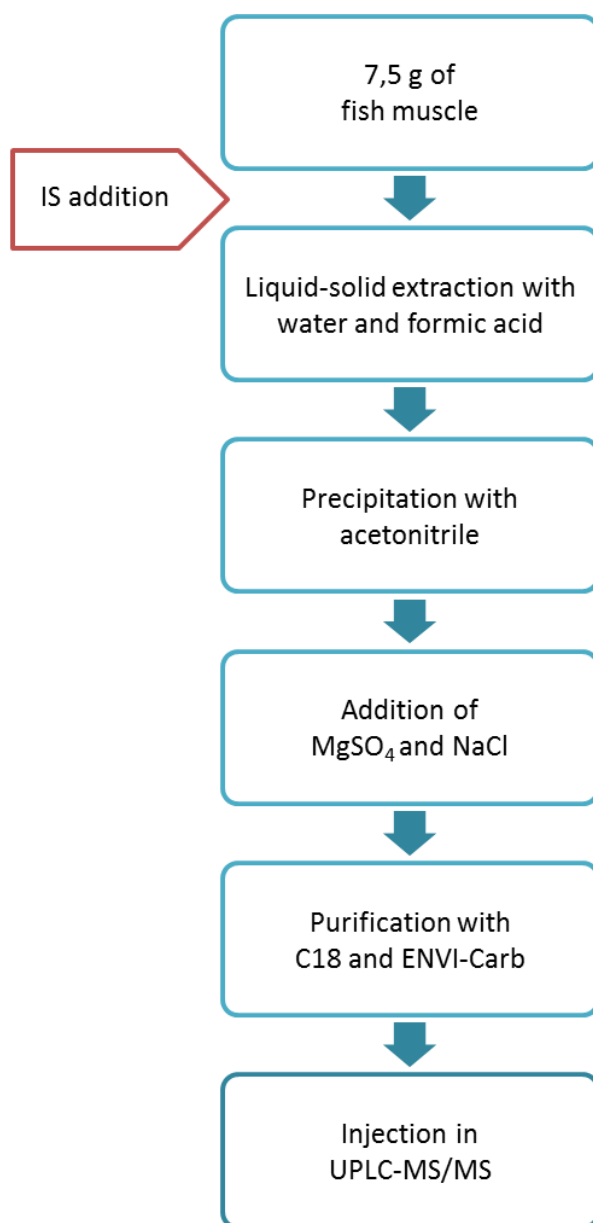 7,5 g of
fish muscle
IS addition
Liquid-solid extraction with
water and formic acid
Precipitation with
acetonitrile
Addition of
MgSO₄ and NaCl
Purification with
C18 and ENVI-Carb
Injection in
UPLC-MS/MS